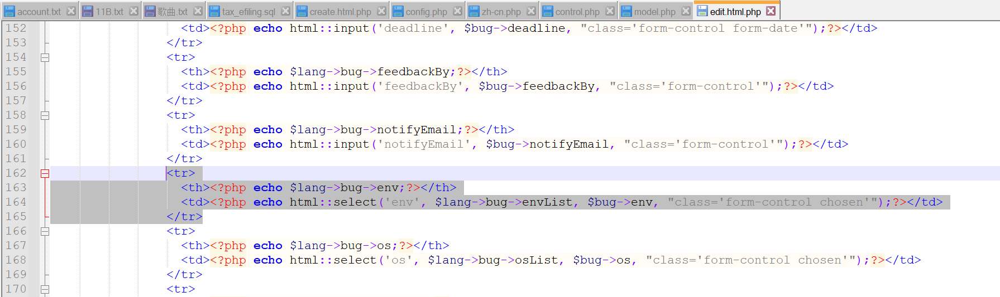 account.txt 11B.txt 歌曲.txt tax_efiling.sql create.html.php config.php zh-cn.php control.php model.php edit.html.php
152 <td><?php echo html::input('deadline', $bug->deadline, "class='form-control form-date'");?></td>
153 </tr>
154 <tr>
155 <th><?php echo $lang->bug->feedbackBy;?></th>
156 <td><?php echo html::input('feedbackBy', $bug->feedbackBy, "class='form-control'");?></td>
157 </tr>
158 <tr>
159 <th><?php echo $lang->bug->notifyEmail;?></th>
160 <td><?php echo html::input('notifyEmail', $bug->notifyEmail, "class='form-control'");?></td>
161 </tr>
162 <tr>
163 <th><?php echo $lang->bug->env;?></th>
164 <td><?php echo html::select('env', $lang->bug->envList, $bug->env, "class='form-control chosen'");?></td>
165 </tr>
166 <tr>
167 <th><?php echo $lang->bug->os;?></th>
168 <td><?php echo html::select('os', $lang->bug->osList, $bug->os, "class='form-control chosen'");?></td>
169 </tr>
170 <tr>